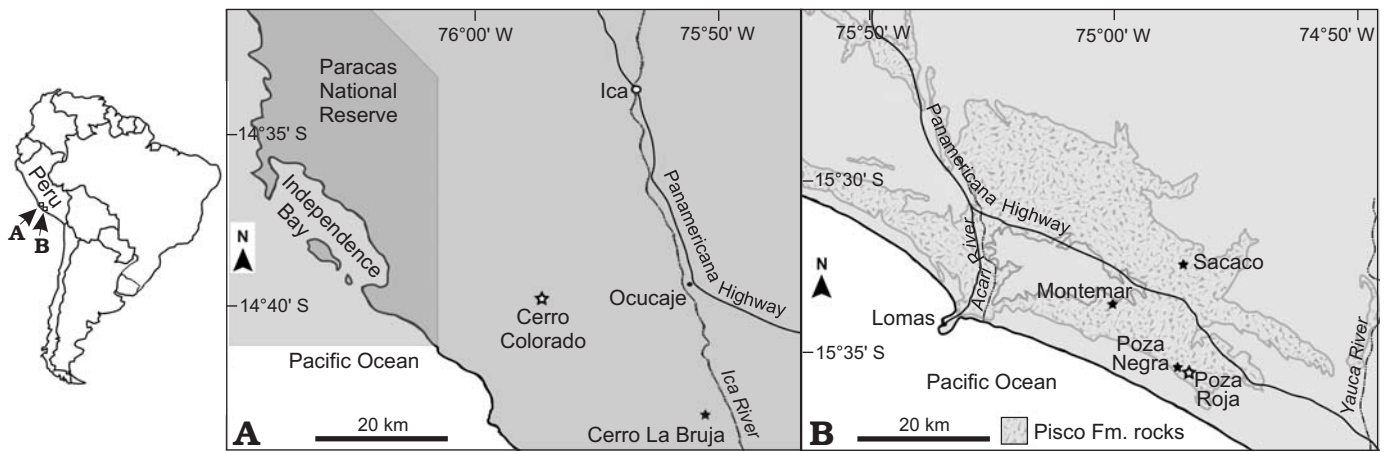 Peru
A
B
76°00' W
75°50' W
Paracas
National
Reserve
Ica
14°35' S
Independence
Bay
Panamericana
Highway
N
Ocucaje
14°40' S
Cerro
Colorado
Pacific Ocean
Ica River
A
20 km
Cerro La Bruja
75°50' W
75°00' W
74°50' W
Panamericana
Highway
15°30' S
Acari River
Sacaco
N
Montemar
Lomas
15°35' S
Poza
Negra
Poza
Roja
Pacific Ocean
Yauca River
B
20 km
Pisco Fm. rocks